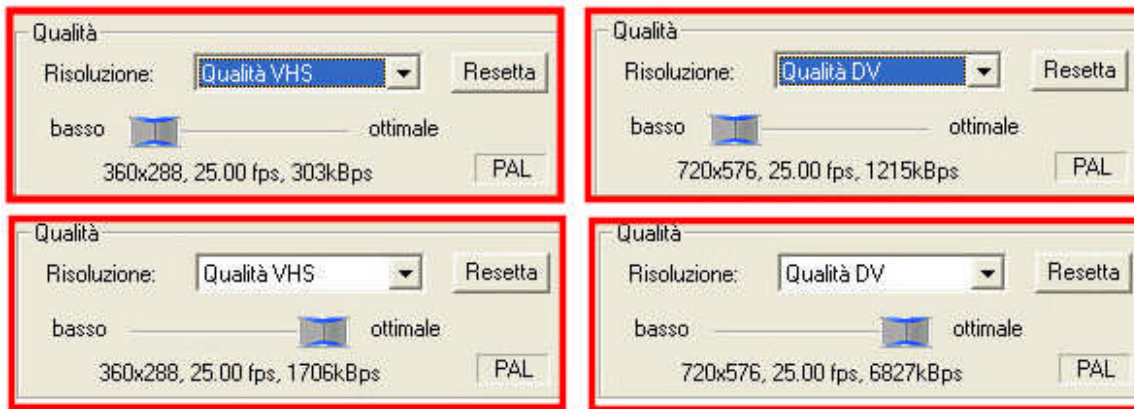 Qualità
Risoluzione: Qualità VHS Resetta
basso ottimale
360x288, 25.00 fps, 303kBps PAL
Qualità
Risoluzione: Qualità DV Resetta
basso ottimale
720x576, 25.00 fps, 1215kBps PAL
Qualità
Risoluzione: Qualità VHS Resetta
basso ottimale
360x288, 25.00 fps, 1706kBps PAL
Qualità
Risoluzione: Qualità DV Resetta
basso ottimale
720x576, 25.00 fps, 6827kBps PAL